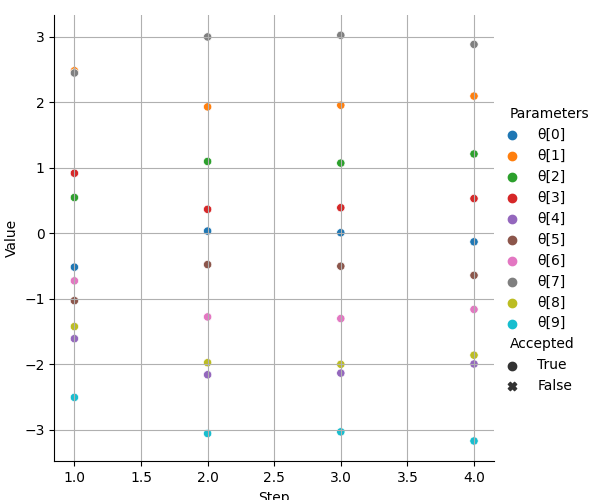 3
2
1
0
−1
−2
−3
Value
1.0
1.5
2.0
2.5
3.0
3.5
4.0
Step
Parameters
θ[0]
θ[1]
θ[2]
θ[3]
θ[4]
θ[5]
θ[6]
θ[7]
θ[8]
θ[9]
Accepted
True
False